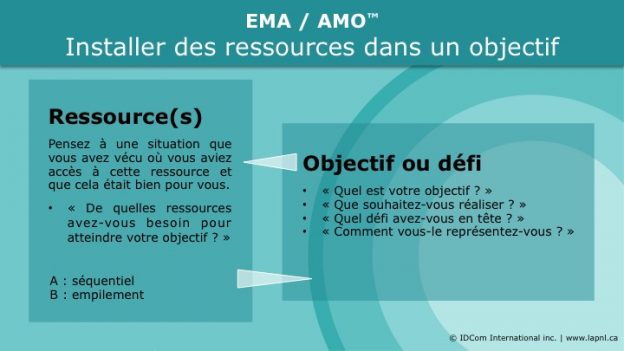 EMA / AMO™
Installer des ressources dans un objectif
Ressource(s)
Pensez à une situation que
vous avez vécu où vous aviez
accès à cette ressource et
que cela était bien pour vous.
• « De quelles ressources
avez-vous besoin pour
atteindre votre objectif ? »
A : séquentiel
B : empilement
Objectif ou défi
• « Quel est votre objectif ? »
• « Que souhaitez-vous réaliser ? »
• « Quel défi avez-vous en tête ? »
• « Comment vous-le représentez-vous ? »
© IDCom International inc. | www.lapnl.ca